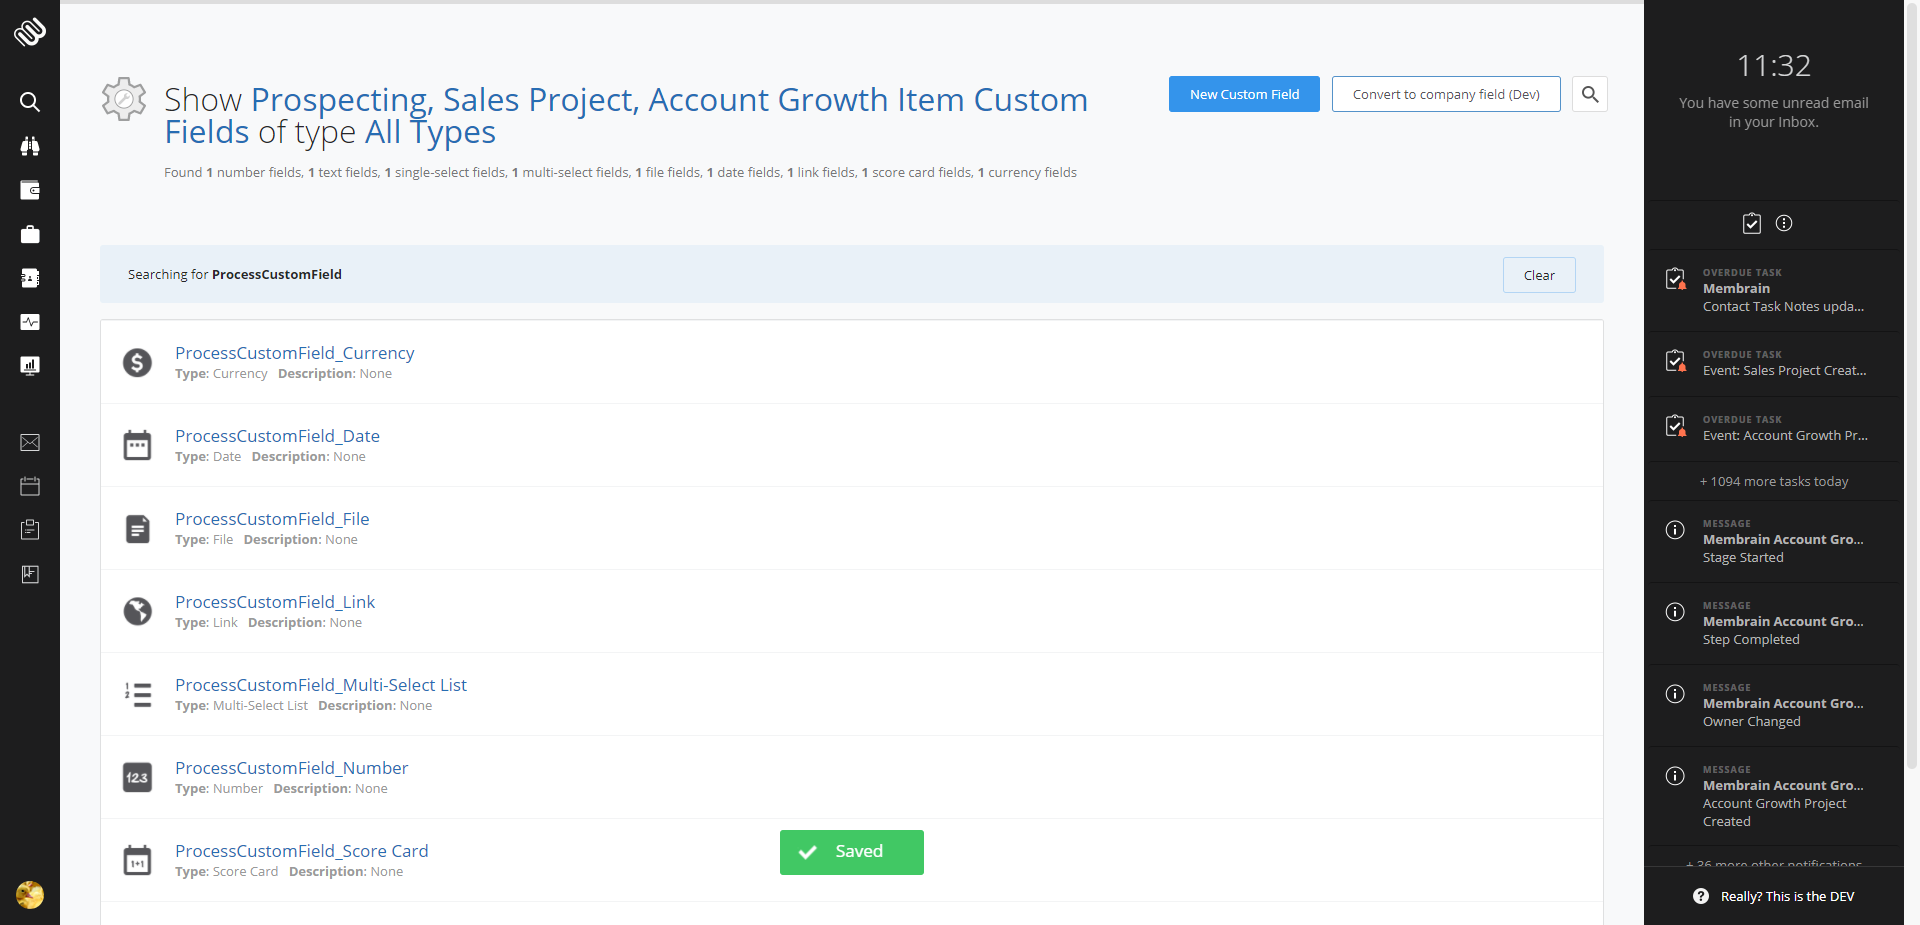 Show Prospecting, Sales Project, Account Growth Item Custom
Fields of type All Types
Found 1 number fields, 1 text fields, 1 single-select fields, 1 multi-select fields, 1 file fields, 1 date fields, 1 link fields, 1 score card fields, 1 currency fields
New Custom Field
Convert to company field (Dev)
Searching for ProcessCustomField
Clear
ProcessCustomField_Currency
Type: Currency Description: None
ProcessCustomField_Date
Type: Date Description: None
ProcessCustomField_File
Type: File Description: None
ProcessCustomField_Link
Type: Link Description: None
1
2
ProcessCustomField_Multi-Select List
Type: Multi-Select List Description: None
123
ProcessCustomField_Number
Type: Number Description: None
1+1
ProcessCustomField_Score Card
Type: Score Card Description: None
Saved
11:32
You have some unread email
in your Inbox.
OVERDUE TASK
Membrain
Contact Task Notes upda...
OVERDUE TASK
Event: Sales Project Creat...
OVERDUE TASK
Event: Account Growth Pr...
+ 1094 more tasks today
MESSAGE
Membrain Account Gro...
Stage Started
MESSAGE
Membrain Account Gro...
Step Completed
MESSAGE
Membrain Account Gro...
Owner Changed
MESSAGE
Membrain Account Gro...
Account Growth Project
Created
+ 36 more other notifications
Really? This is the DEV